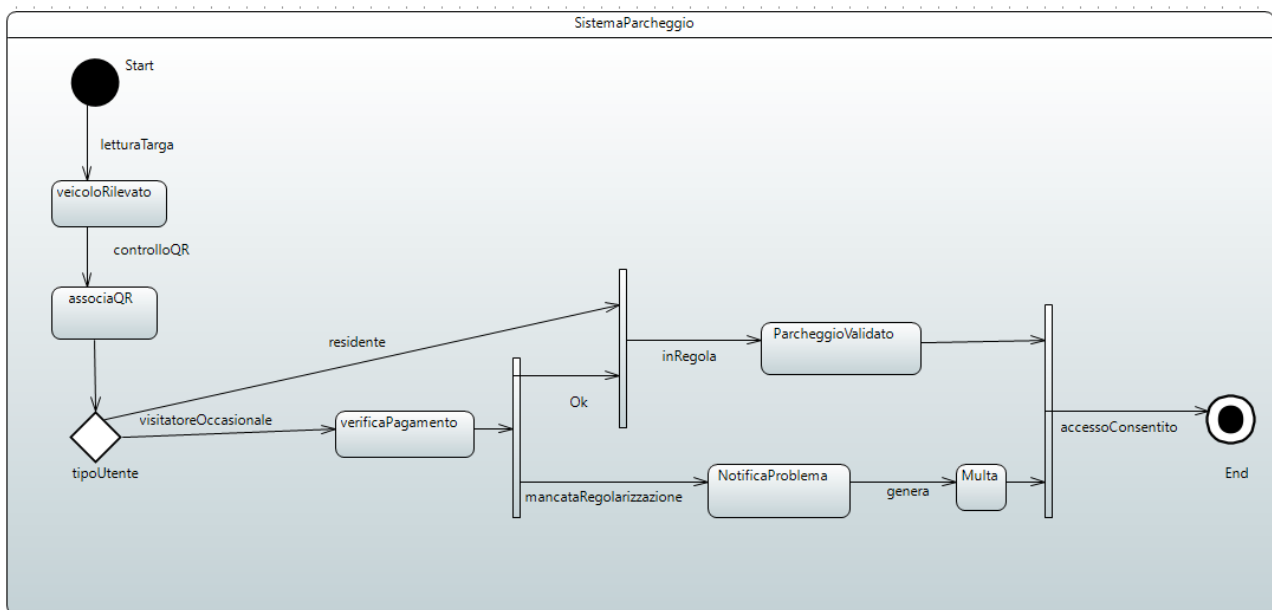 SistemaParcheggio
Start
letturaTarga
veicoloRilevato
controlloQR
associaQR
residente
visitatoreOccasionale
tipoUtente
verificaPagamento
Ok
inRegola
ParcheggioValidato
mancataRegolarizzazione
NotificaProblema
genera
Multa
accessoConsentito
End